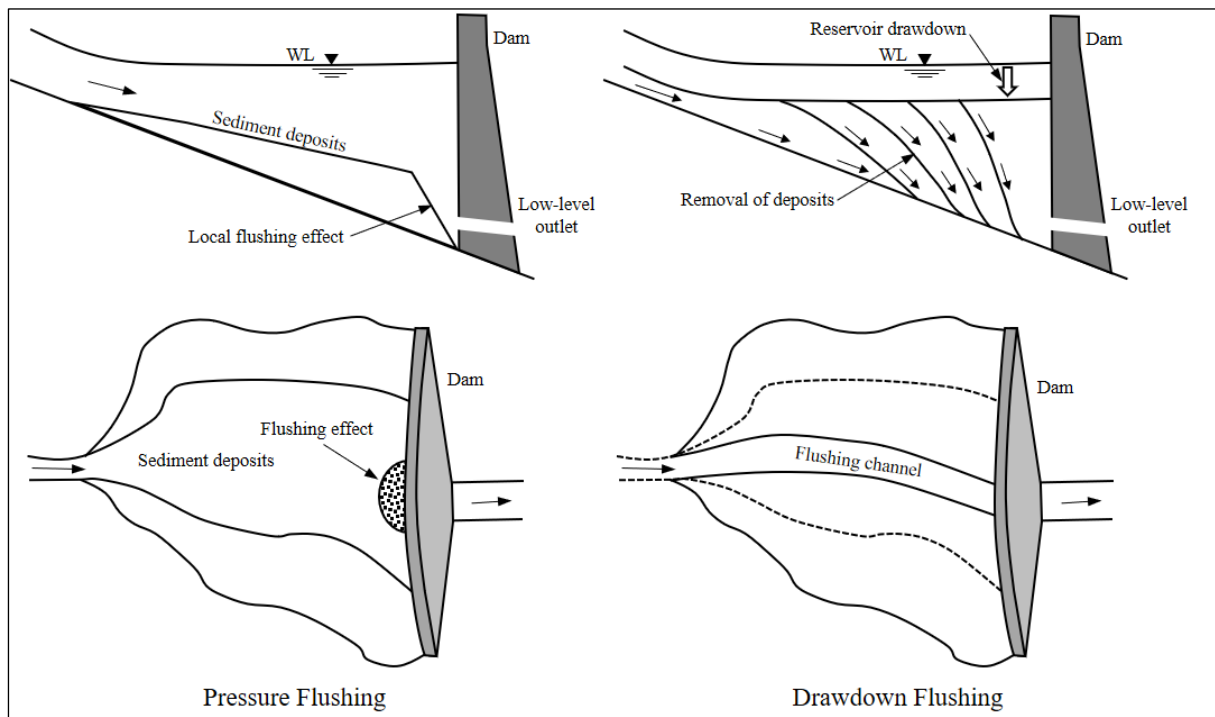 WL
Dam
Sediment deposits
Local flushing effect
Low-level
outlet
Reservoir drawdown
WL
Dam
Removal of deposits
Low-level
outlet
Dam
Flushing effect
Sediment deposits
Pressure Flushing
Dam
Flushing channel
Drawdown Flushing